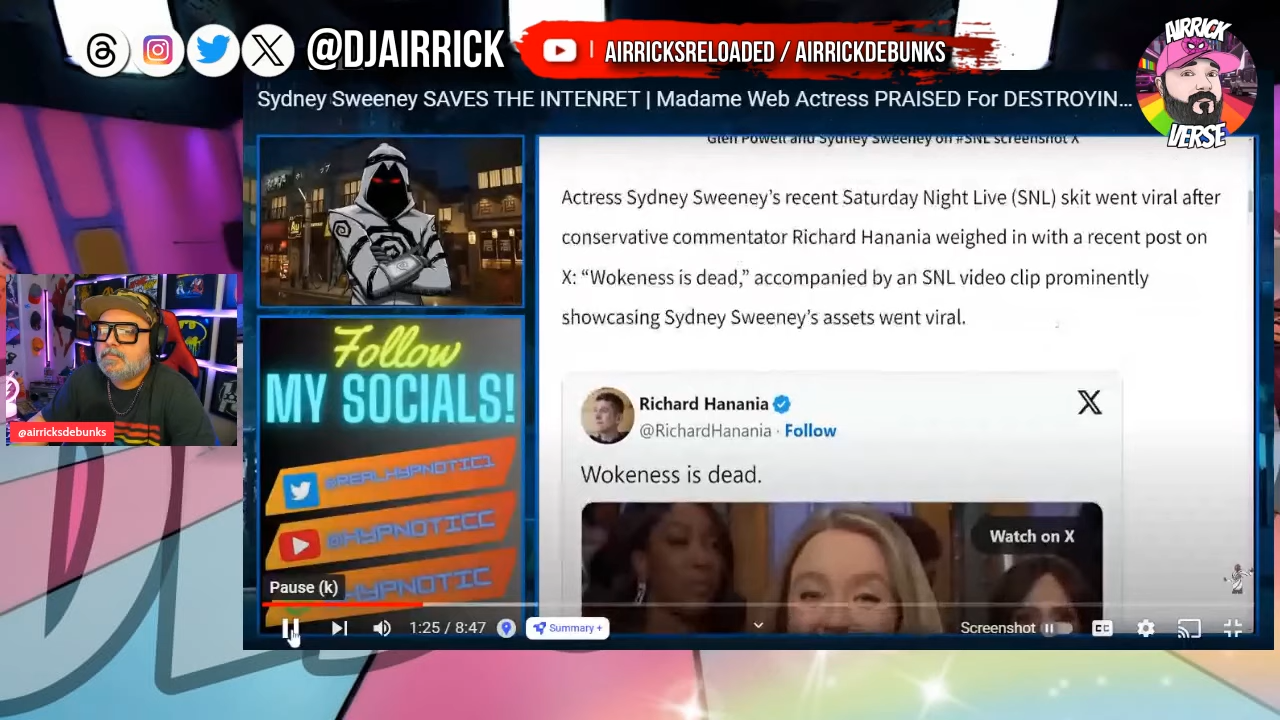 @DJAIRRICK
AIRRICKSRELOADED / AIRRICKDEBUNKS
AIRRICK
VERSE
Sydney Sweeney SAVES THE INTENRET | Madame Web Actress PRAISED For DESTROYIN...
Glen Powell and Sydney Sweeney on #SNL screenshot X
Actress Sydney Sweeney's recent Saturday Night Live (SNL) skit went viral after
conservative commentator Richard Hanania weighed in with a recent post on
X: “Wokeness is dead,” accompanied by an SNL video clip prominently
showcasing Sydney Sweeney's assets went viral.
Richard Hanania
@RichardHanania · Follow
Wokeness is dead.
Watch on X
Follow
MY SOCIALS!
@REALHYPNOTIC1
@HYPNOTICC
HYPNOTIC
@airricksdebunks
Pause (k)
1:25 / 8:47
Summary +
Screenshot
CC